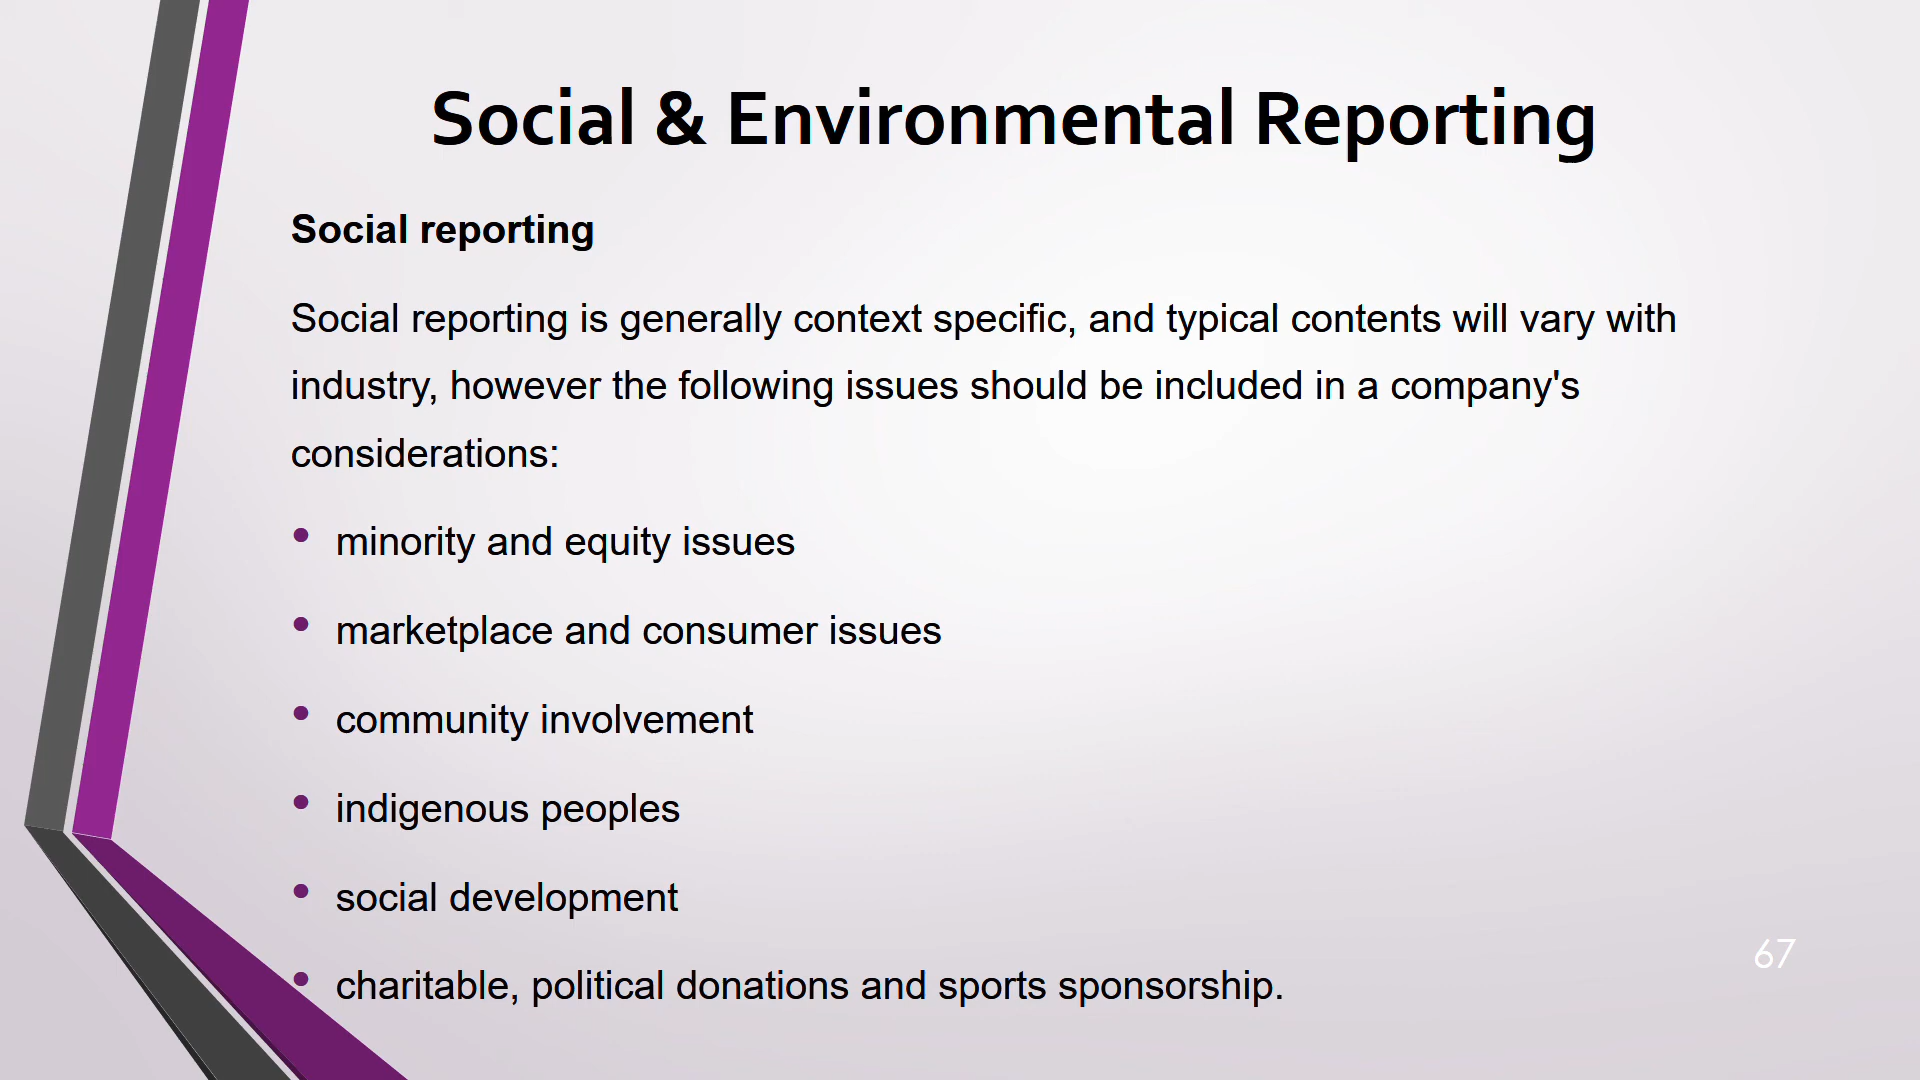 Social & Environmental Reporting
Social reporting
Social reporting is generally context specific, and typical contents will vary with
industry, however the following issues should be included in a company's
considerations:
• minority and equity issues
• marketplace and consumer issues
• community involvement
• indigenous peoples
• social development
• charitable, political donations and sports sponsorship.
67